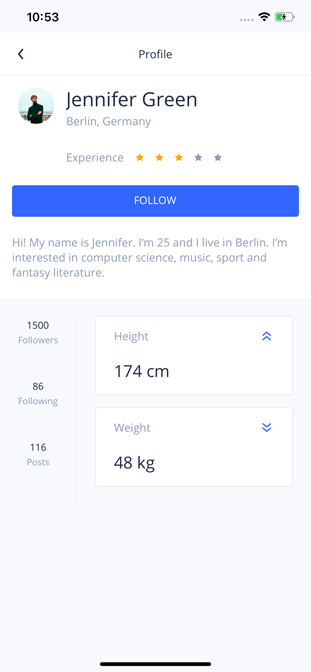 10:53
Profile
Jennifer Green
Berlin, Germany
Experience
FOLLOW
Hi! My name is Jennifer. I'm 25 and I live in Berlin. I'm
interested in computer science, music, sport and
fantasy literature.
1500
Followers
86
Following
116
Posts
Height
174 cm
Weight
48 kg